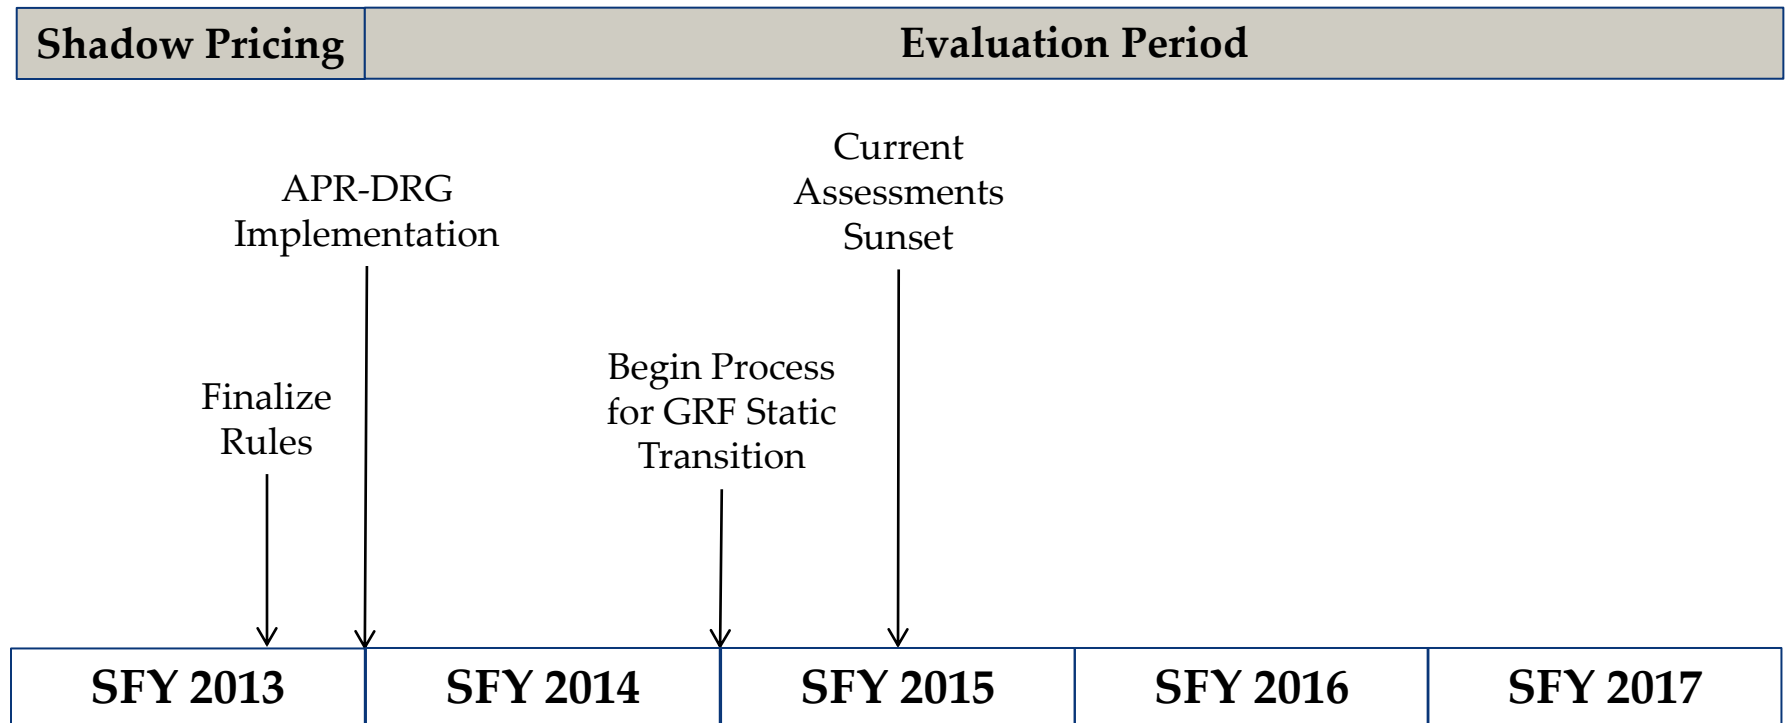 Shadow Pricing
Evaluation Period
Current
Assessments
Sunset
APR-DRG
Implementation
Begin Process
for GRF Static
Transition
Finalize
Rules
SFY 2013
SFY 2014
SFY 2015
SFY 2016
SFY 2017